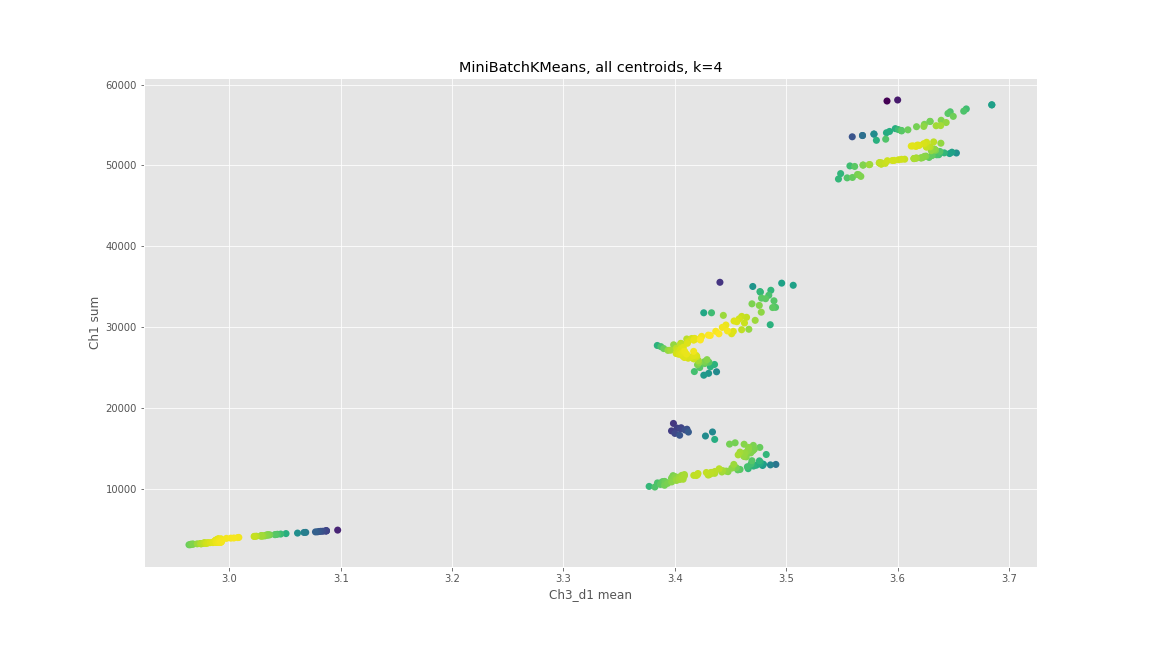 MiniBatchKMeans, all centroids, k=4
60000
50000
40000
30000
20000
10000
Ch1 sum
3.0 3.1 3.2 3.3 3.4 3.5 3.6 3.7
Ch3_d1 mean